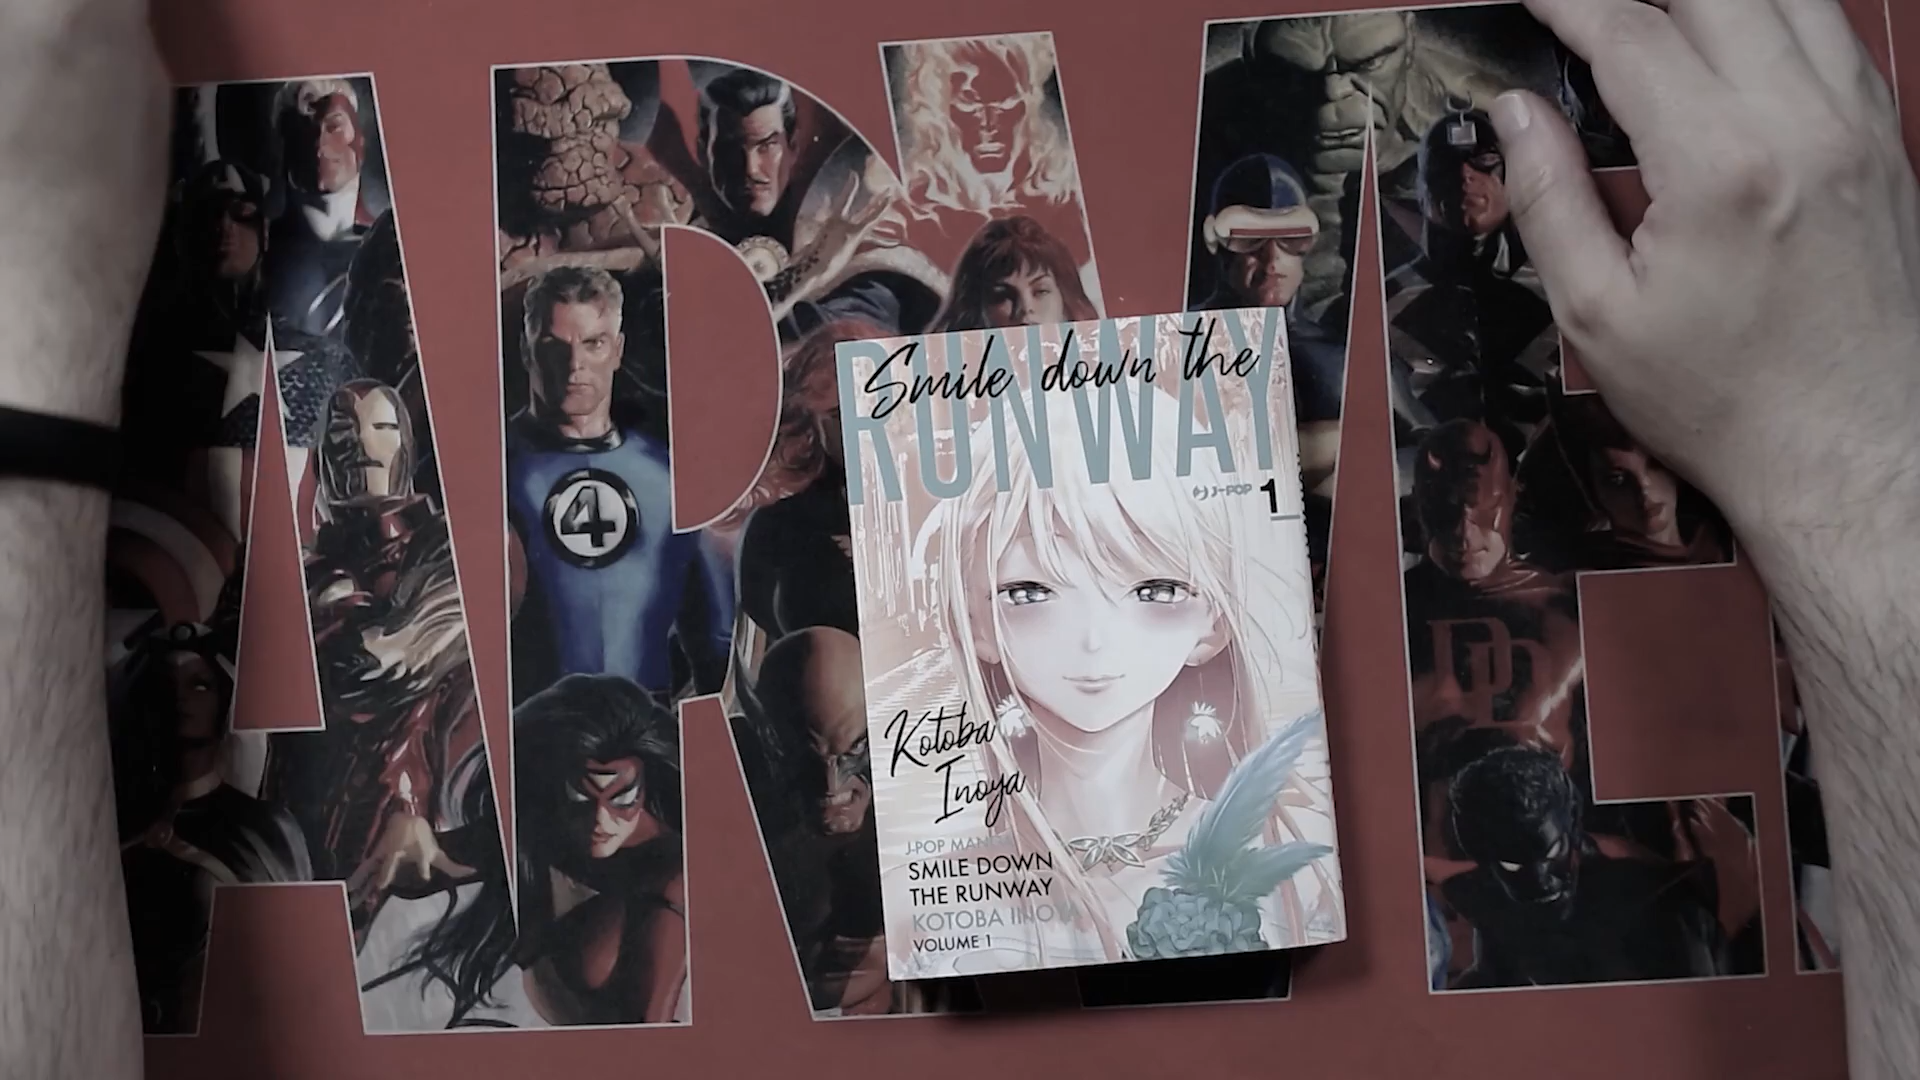 ARVE
4
DD
Smile down the
RUNWAY
J-POP 1
Kotoba
Inoya
J-POP MANGA
SMILE DOWN
THE RUNWAY
KOTOBA INOYA
VOLUME 1